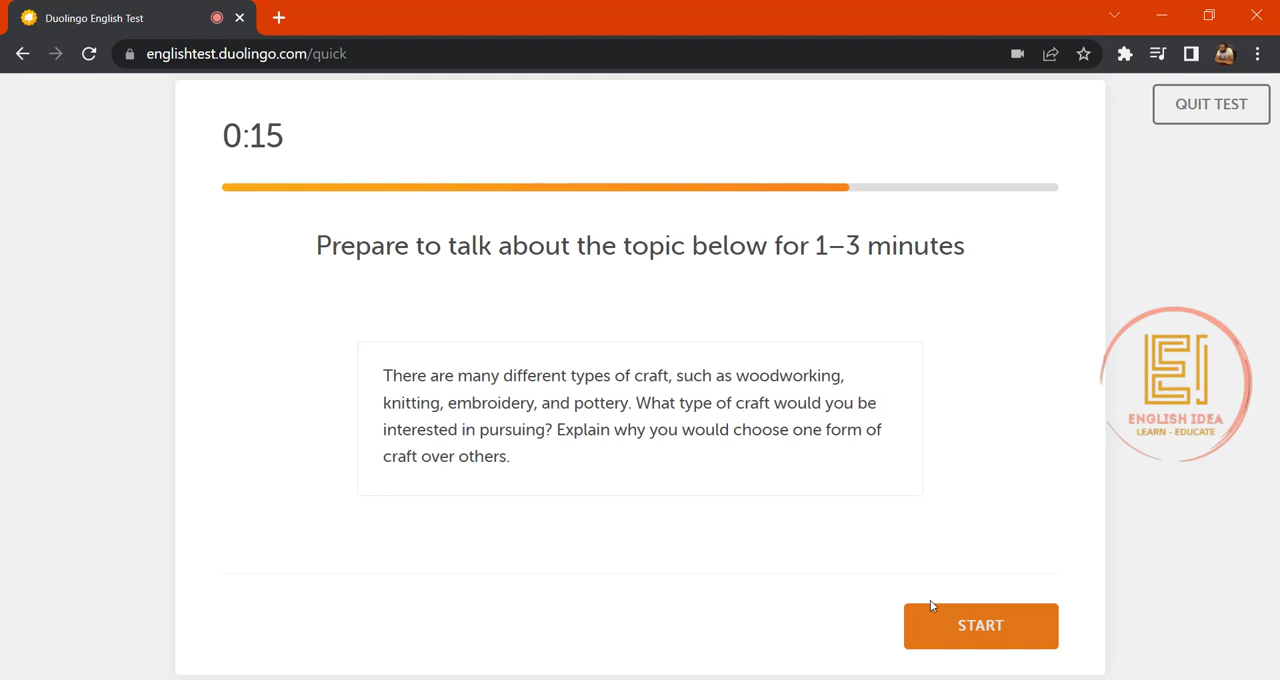 Duolingo English Test
englishtest.duolingo.com/quick
QUIT TEST
0:15
Prepare to talk about the topic below for 1–3 minutes
There are many different types of craft, such as woodworking,
knitting, embroidery, and pottery. What type of craft would you be
interested in pursuing? Explain why you would choose one form of
craft over others.
EI
ENGLISH IDEA
LEARN - EDUCATE
START